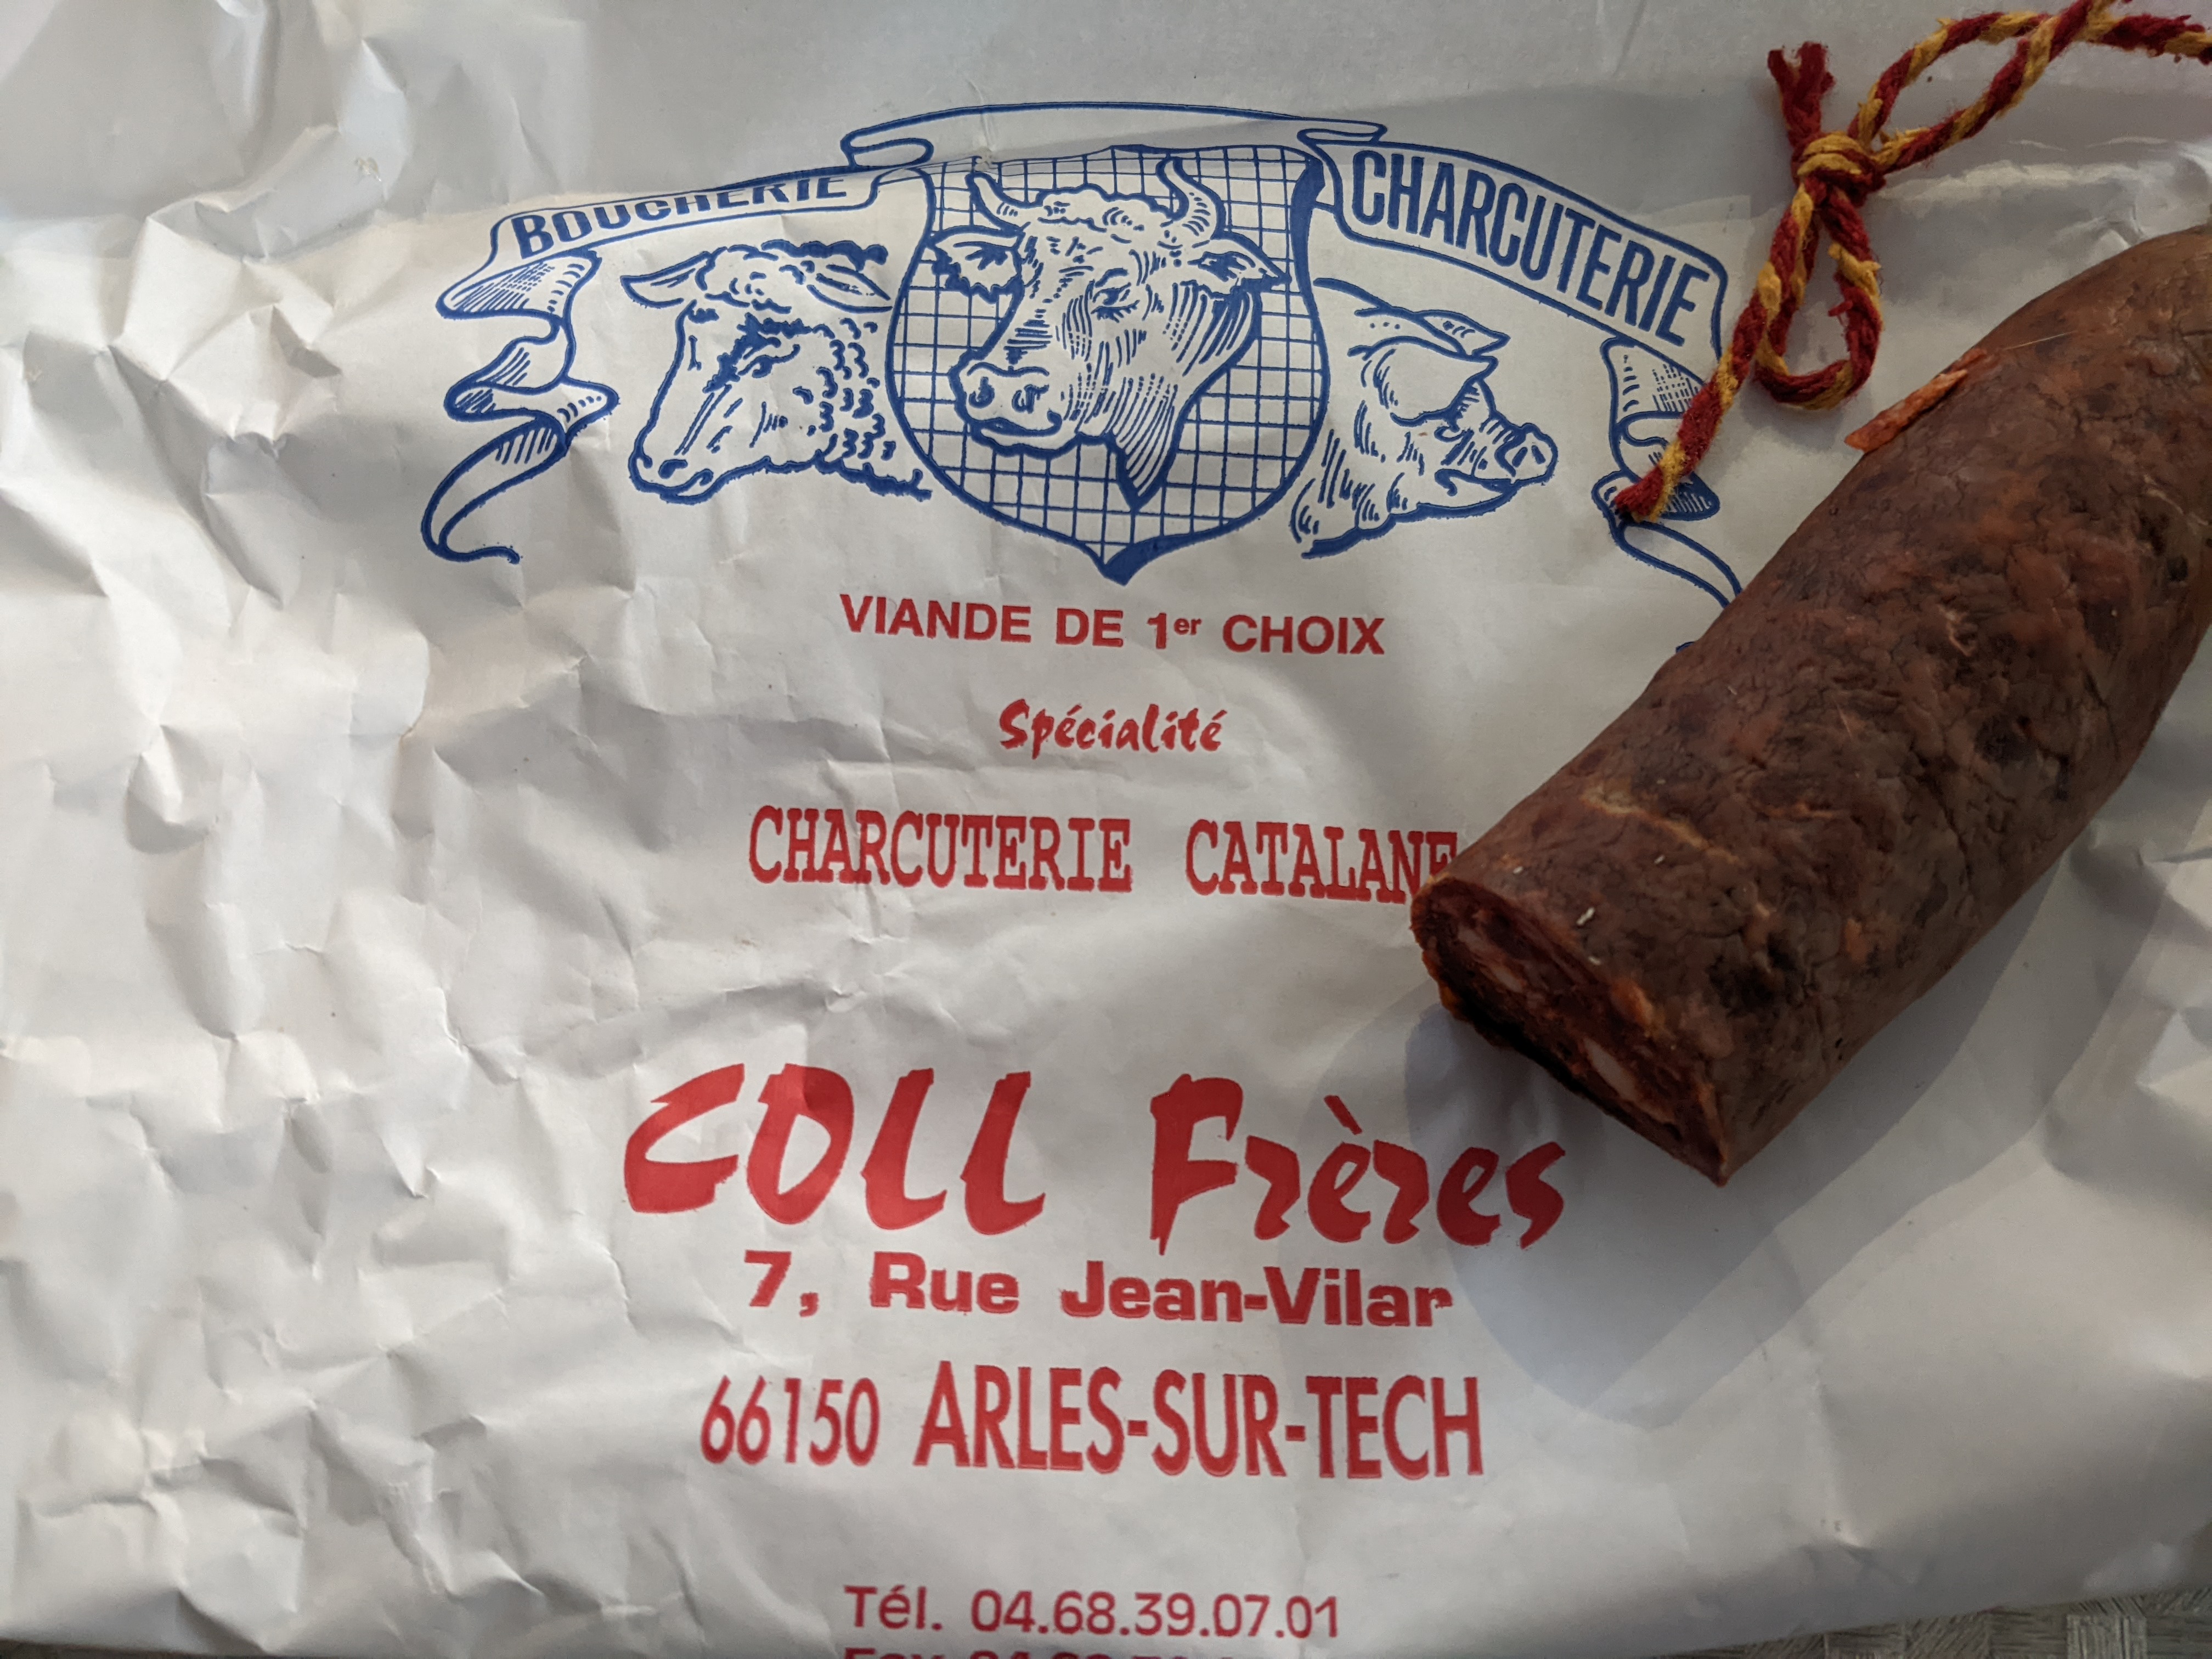 BOUCHERIE
CHARCUTERIE
VIANDE DE 1er CHOIX
Spécialité
CHARCUTERIE CATALANE
COLL Frères
7, Rue Jean-Vilar
66150 ARLES-SUR-TECH
Tél. 04.68.39.07.01